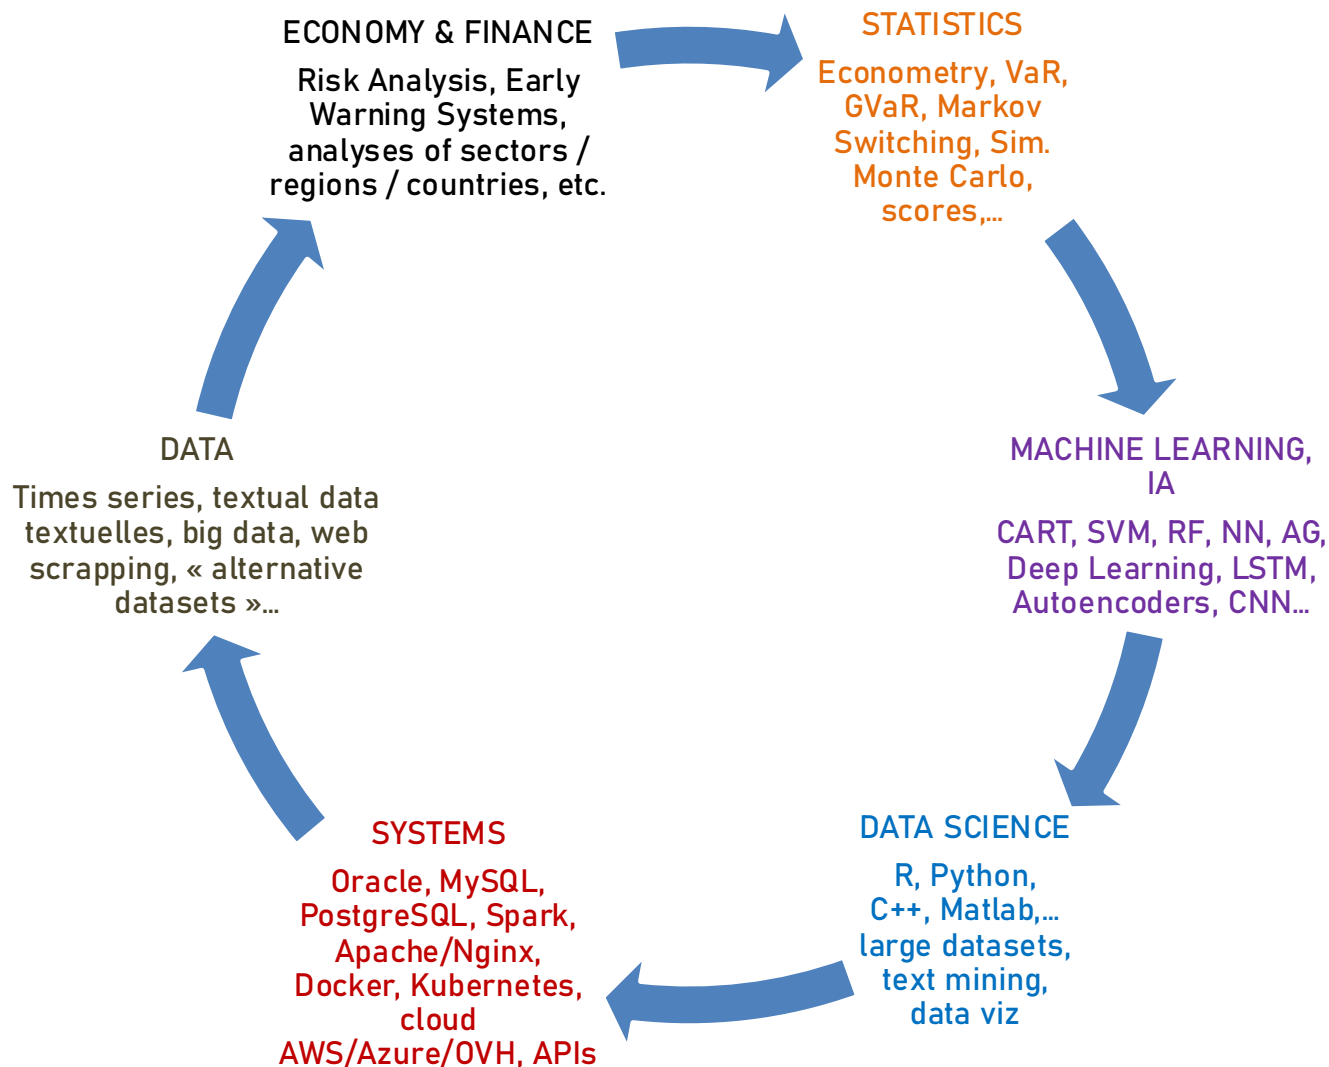 ECONOMY & FINANCE
Risk Analysis, Early
Warning Systems,
analyses of sectors /
regions / countries, etc.
STATISTICS
Econometry, VaR,
GVaR, Markov
Switching, Sim.
Monte Carlo,
scores,...
MACHINE LEARNING,
IA
CART, SVM, RF, NN, AG,
Deep Learning, LSTM,
Autoencoders, CNN...
DATA SCIENCE
R, Python,
C++, Matlab,...
large datasets,
text mining,
data viz
SYSTEMS
Oracle, MySQL,
PostgreSQL, Spark,
Apache/Nginx,
Docker, Kubernetes,
cloud
AWS/Azure/OVH, APIs
DATA
Times series, textual data
textuelles, big data, web
scrapping, « alternative
datasets »...